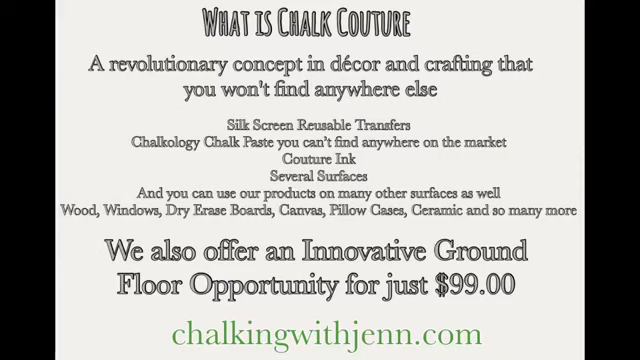 What is Chalk Couture
A revolutionary concept in décor and crafting that
you won't find anywhere else
Silk Screen Reusable Transfers
Chalkology Chalk Paste you can't find anywhere on the market
Couture Ink
Several Surfaces
And you can use our products on many other surfaces as well
Wood, Windows, Dry Erase Boards, Canvas, Pillow Cases, Ceramic and so many more
We also offer an Innovative Ground
Floor Opportunity for just $99.00
chalkingwithjenn.com